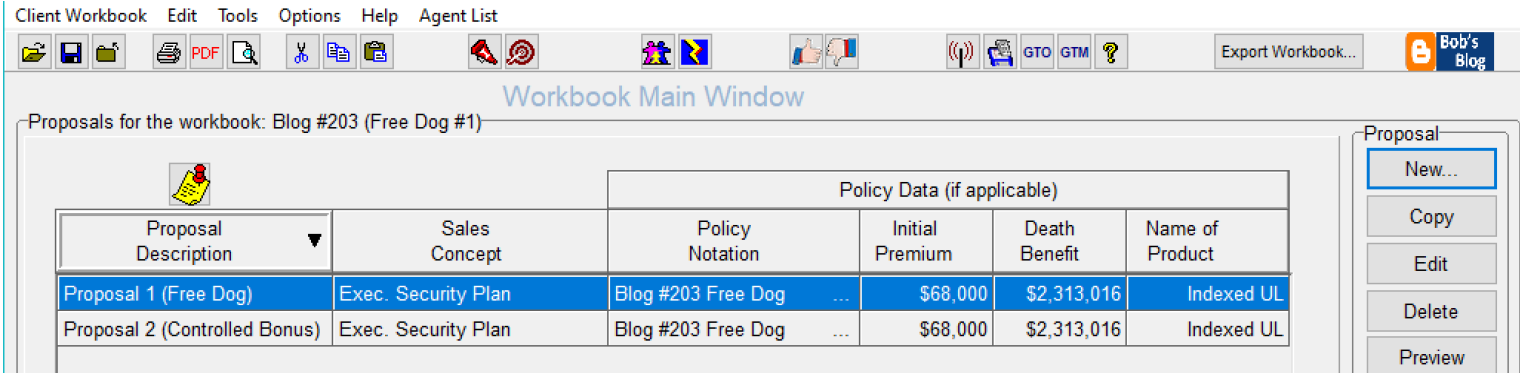 Client Workbook Edit Tools Options Help Agent List
PDF GTO GTM ? Export Workbook... B Bob's
Blog
Workbook Main Window
Proposals for the workbook: Blog #203 (Free Dog #1)
Proposal
New...
Policy Data (if applicable)
Copy
Proposal Sales Policy Initial Death Name of
Description Concept Notation Premium Benefit Product
Edit
Proposal 1 (Free Dog) Exec. Security Plan Blog #203 Free Dog ... $68,000 $2,313,016 Indexed UL
Delete
Proposal 2 (Controlled Bonus) Exec. Security Plan Blog #203 Free Dog ... $68,000 $2,313,016 Indexed UL
Preview